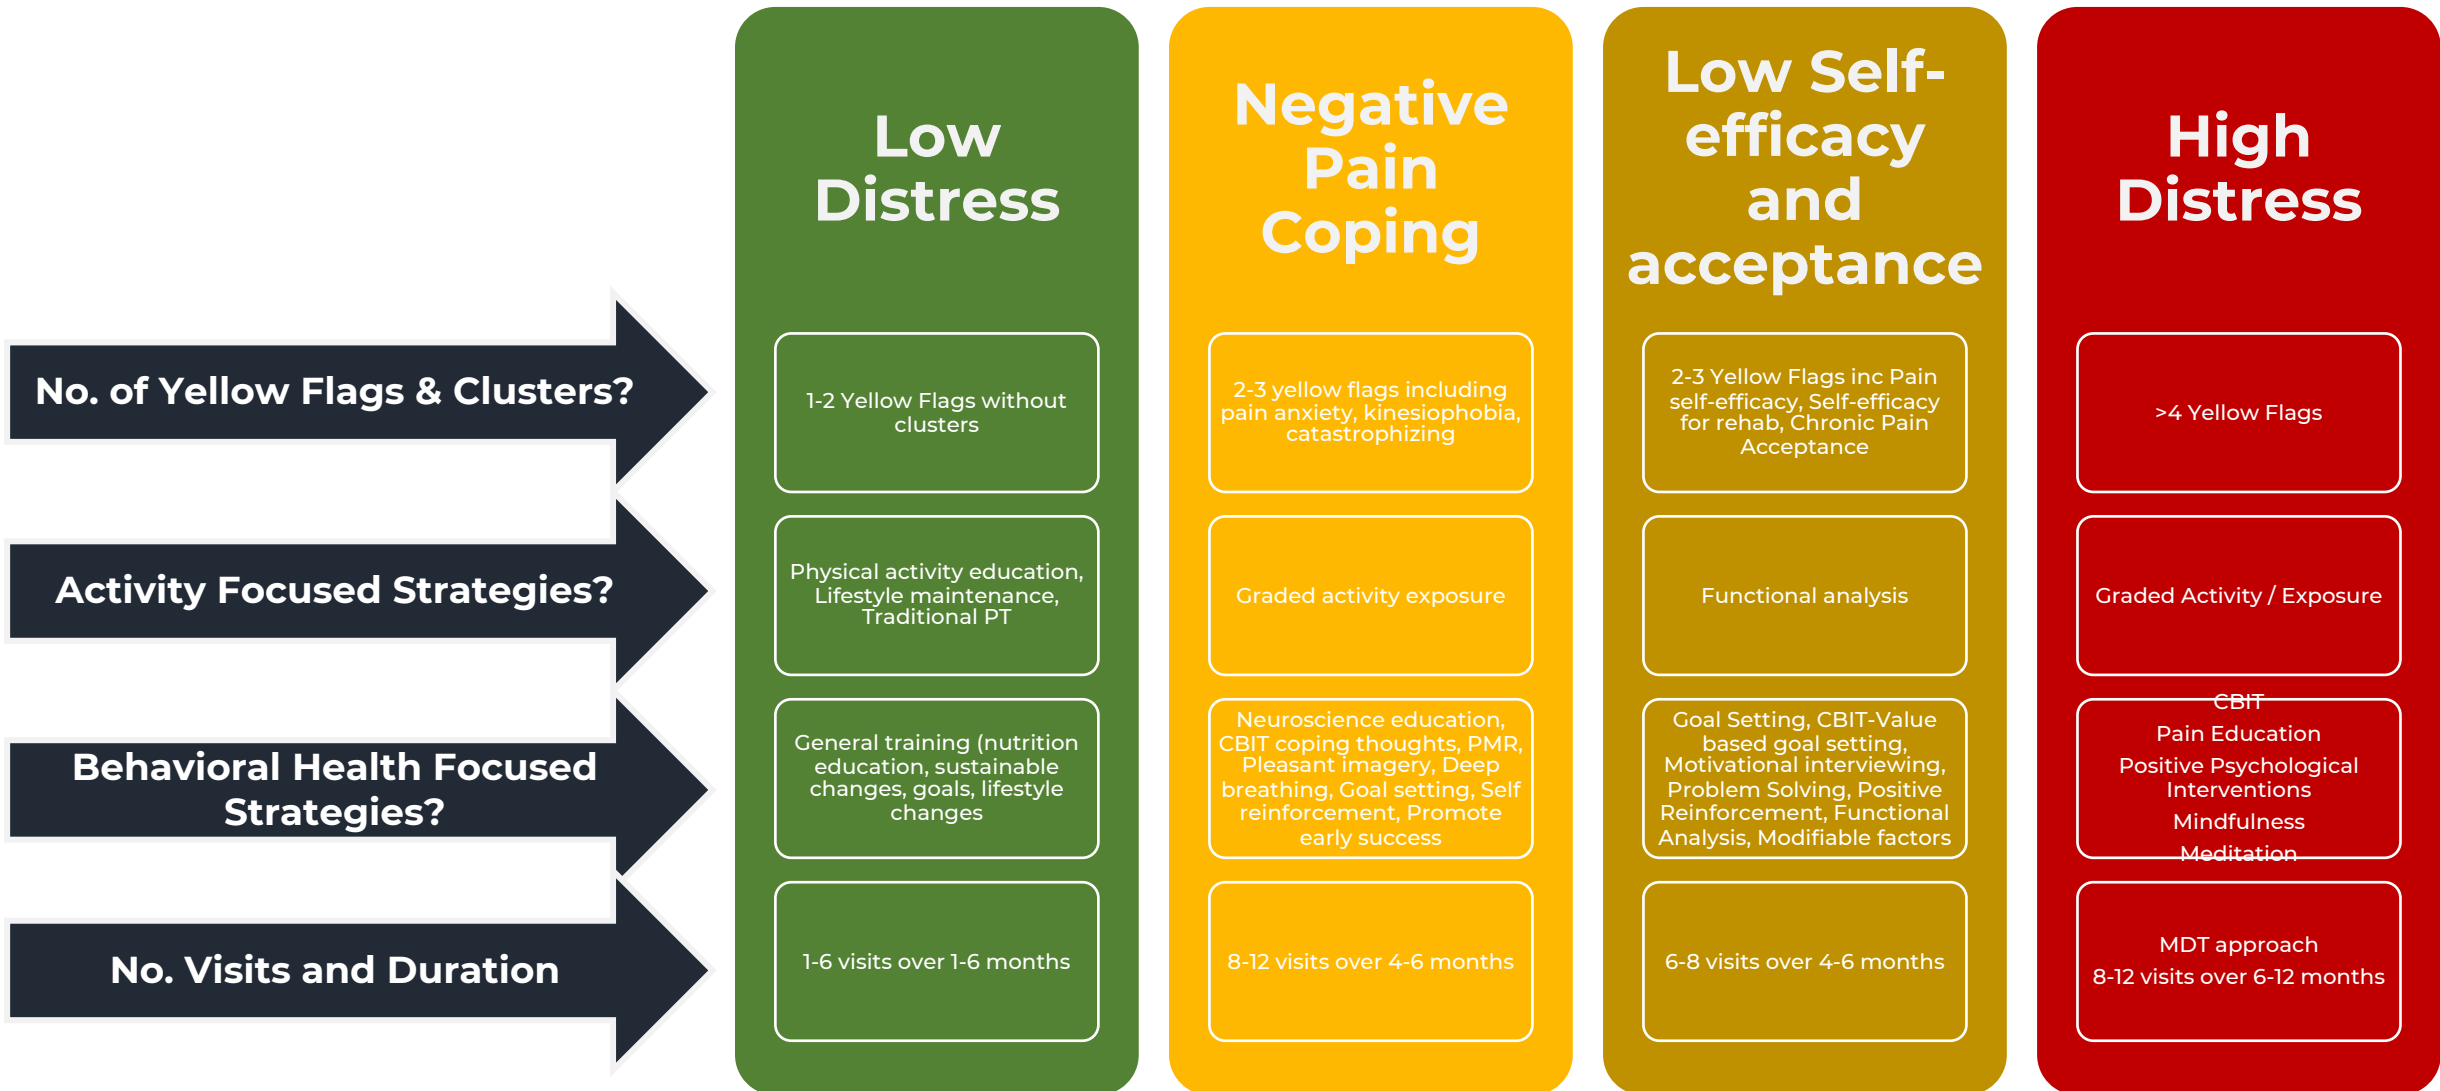 Low
Distress
Negative
Pain
Coping
Low Self-
efficacy
and
acceptance
High
Distress
No. of Yellow Flags & Clusters?
1-2 Yellow Flags without
clusters
2-3 yellow flags including
pain anxiety, kinesiophobia,
catastrophizing
2-3 Yellow Flags inc Pain
self-efficacy, Self-efficacy
for rehab, Chronic Pain
Acceptance
>4 Yellow Flags
Activity Focused Strategies?
Physical activity education,
Lifestyle maintenance,
Traditional PT
Graded activity exposure
Functional analysis
Graded Activity / Exposure
Behavioral Health Focused
Strategies?
General training (nutrition
education, sustainable
changes, goals, lifestyle
changes
Neuroscience education,
CBIT coping thoughts, PMR,
Pleasant imagery, Deep
breathing, Goal setting, Self
reinforcement, Promote
early success
Goal Setting, CBIT-Value
based goal setting,
Motivational interviewing,
Problem Solving, Positive
Reinforcement, Functional
Analysis, Modifiable factors
CBIT
Pain Education
Positive Psychological
Interventions
Mindfulness
Meditation
No. Visits and Duration
1-6 visits over 1-6 months
8-12 visits over 4-6 months
6-8 visits over 4-6 months
MDT approach
8-12 visits over 6-12 months